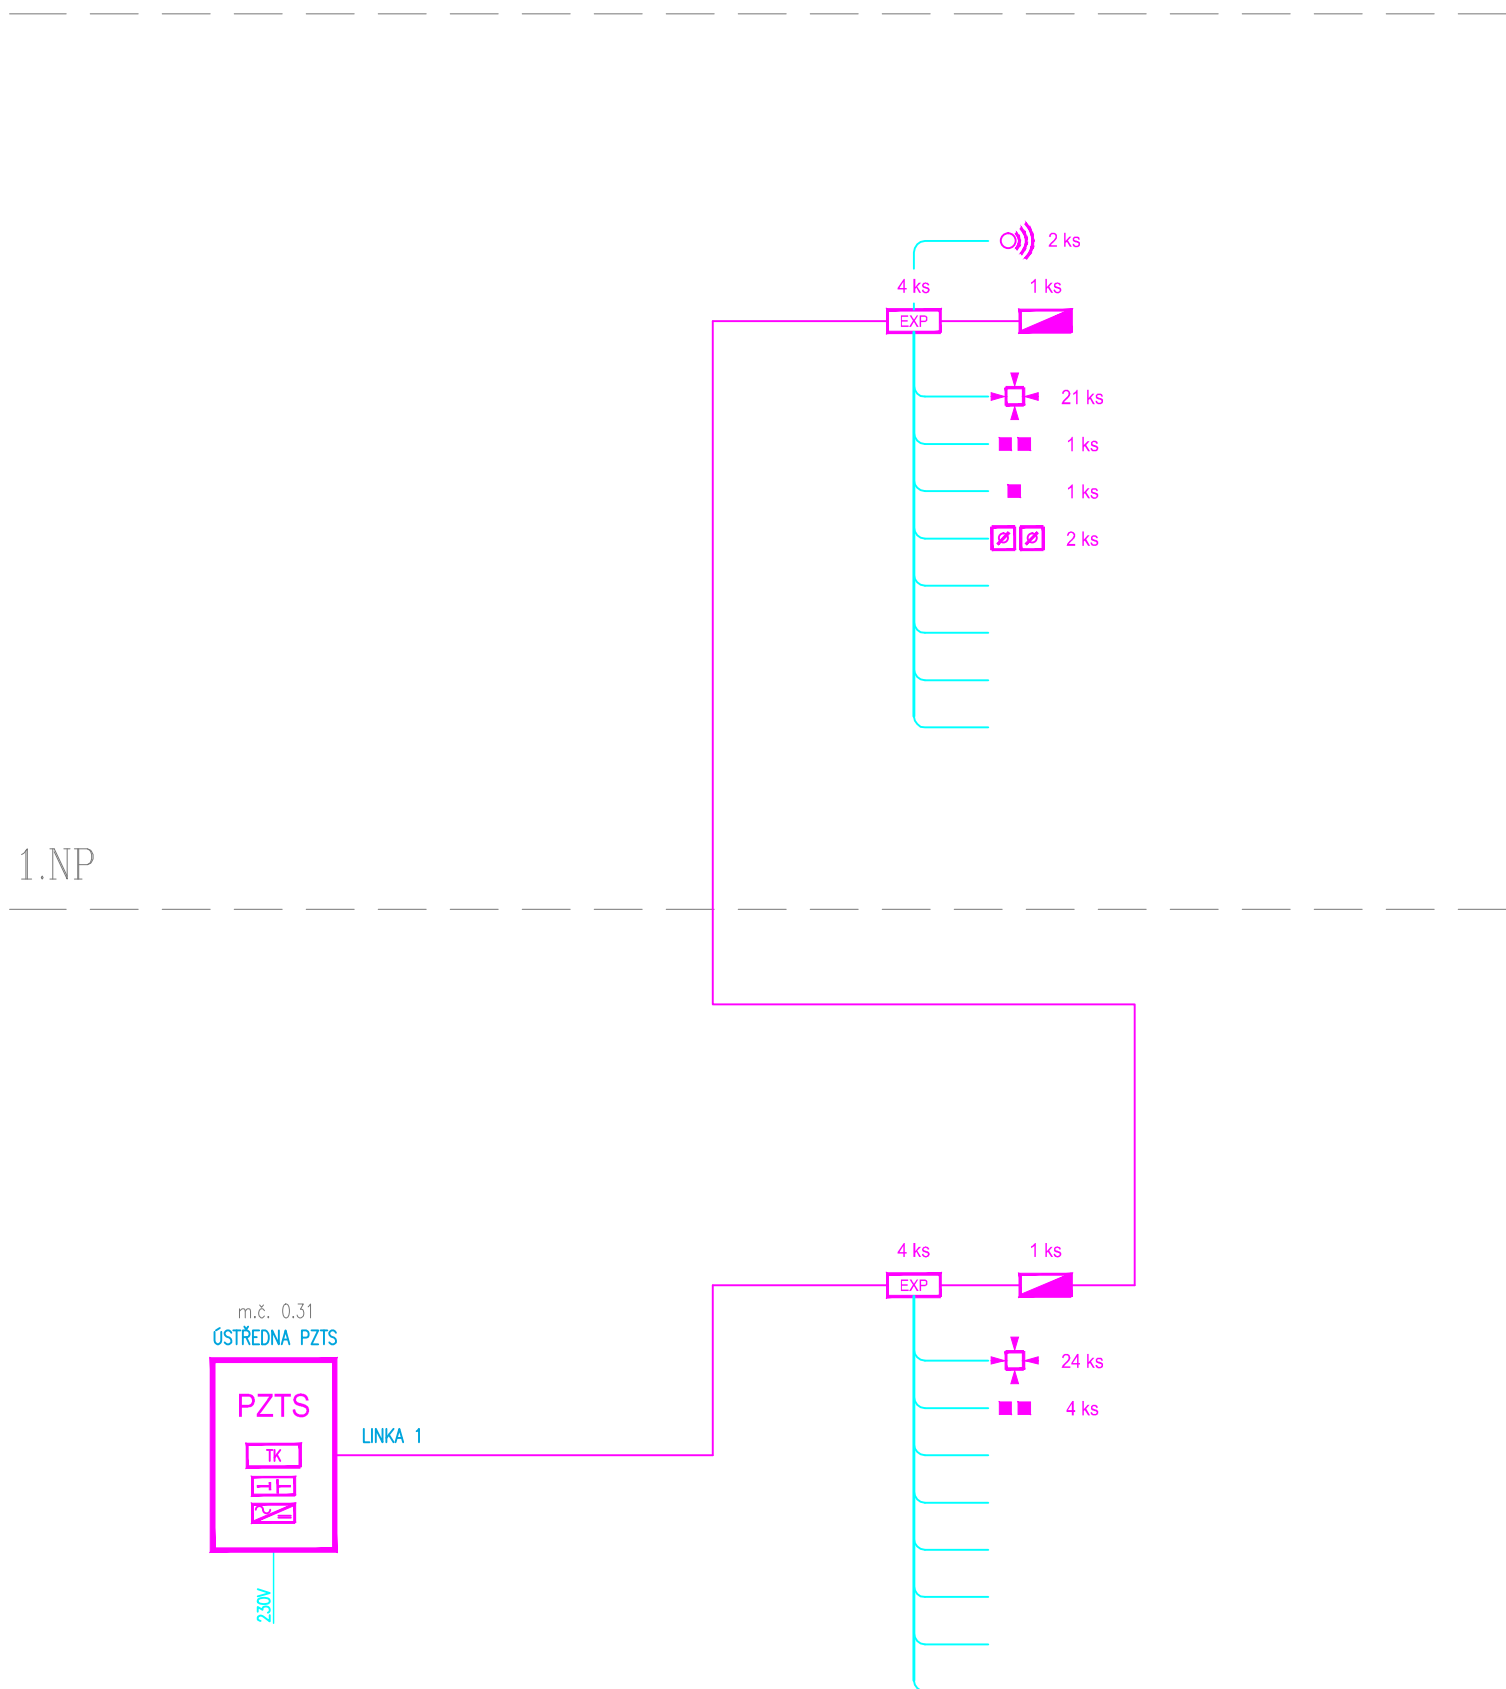 2 ks
4 ks
1 ks
EXP
21 ks
1 ks
1 ks
2 ks
1.NP
4 ks
1 ks
EXP
m.č. 0.31
ÚSTŘEDNA PZTS
24 ks
PZTS
4 ks
LINKA 1
TK
230V